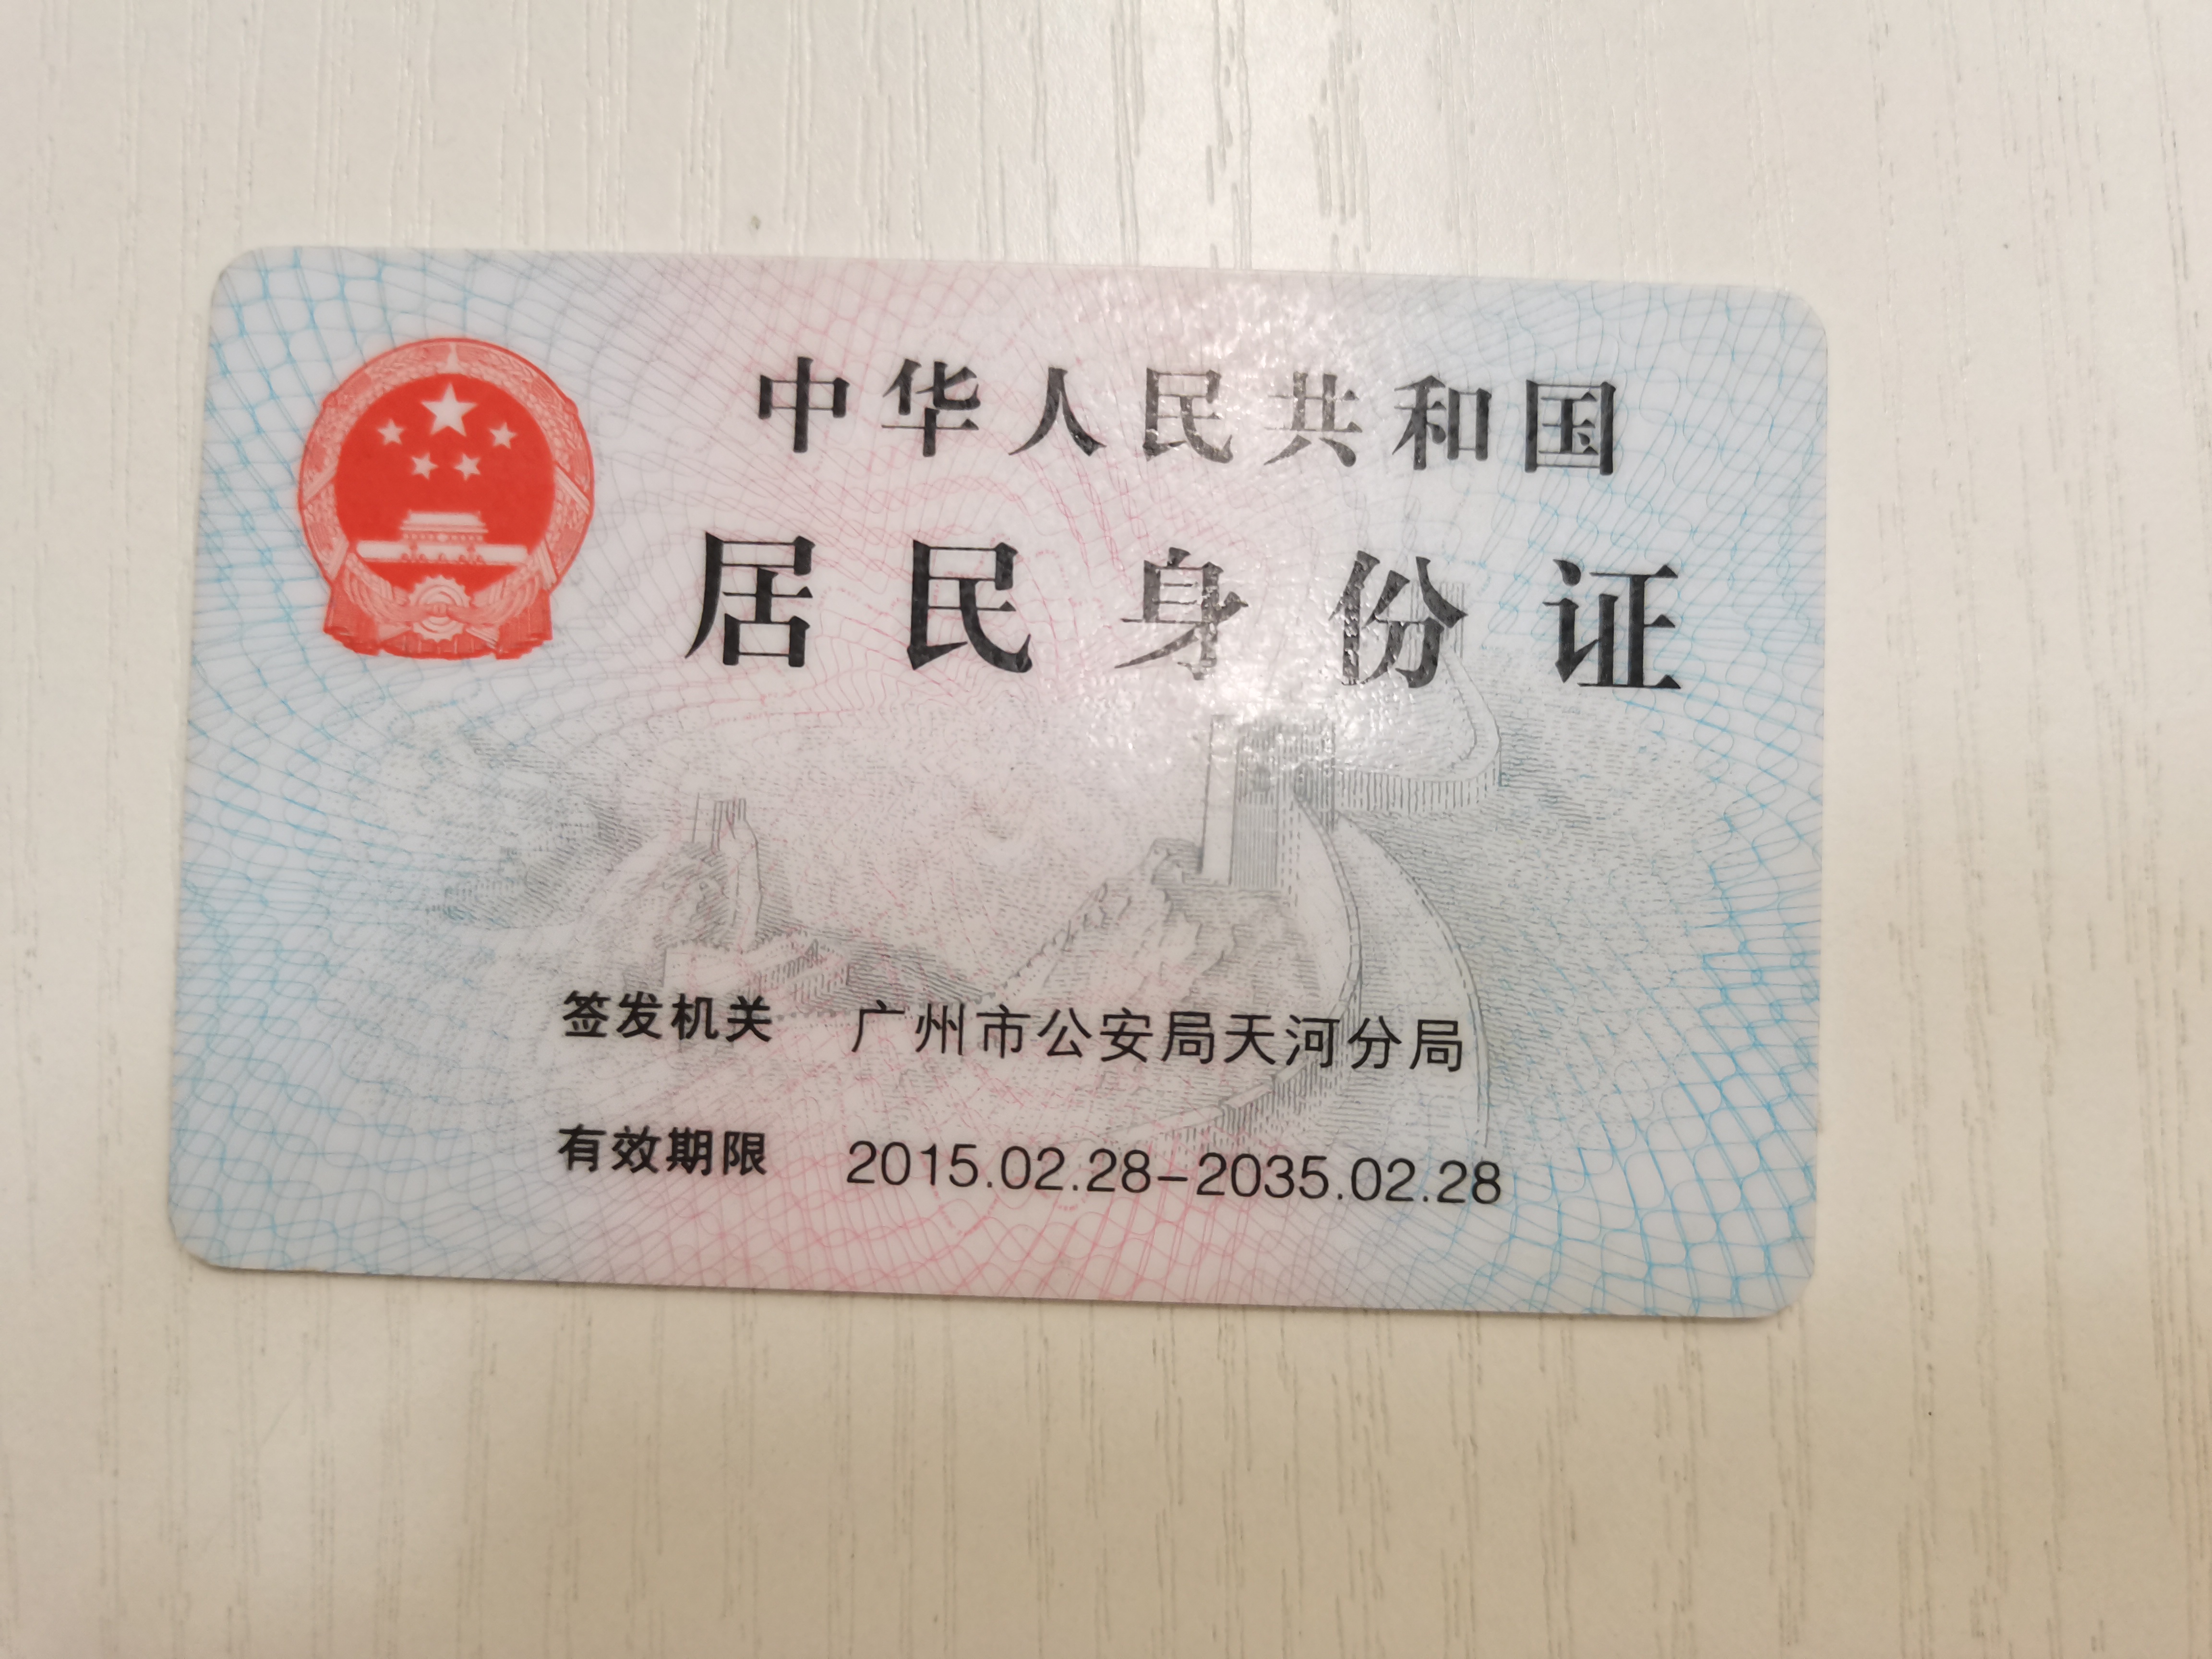 中华人民共和国
居民身份证
签发机关 广州市公安局天河分局
有效期限 2015.02.28-2035.02.28